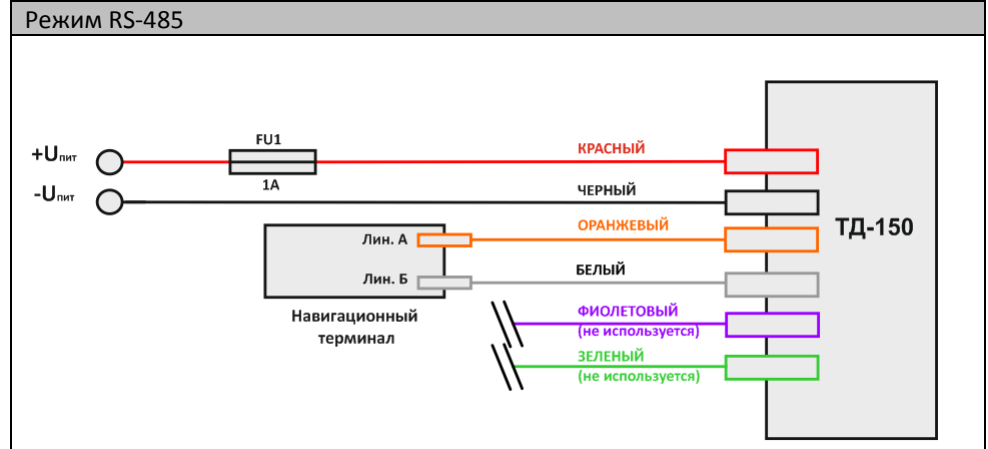 Режим RS-485
FU1
+Uпит
КРАСНЫЙ
1А
-Uпит
ЧЕРНЫЙ
ОРАНЖЕВЫЙ
ТД-150
Лин. А
БЕЛЫЙ
Лин. Б
Навигационный
терминал
ФИОЛЕТОВЫЙ
(не используется)
ЗЕЛЕНЫЙ
(не используется)